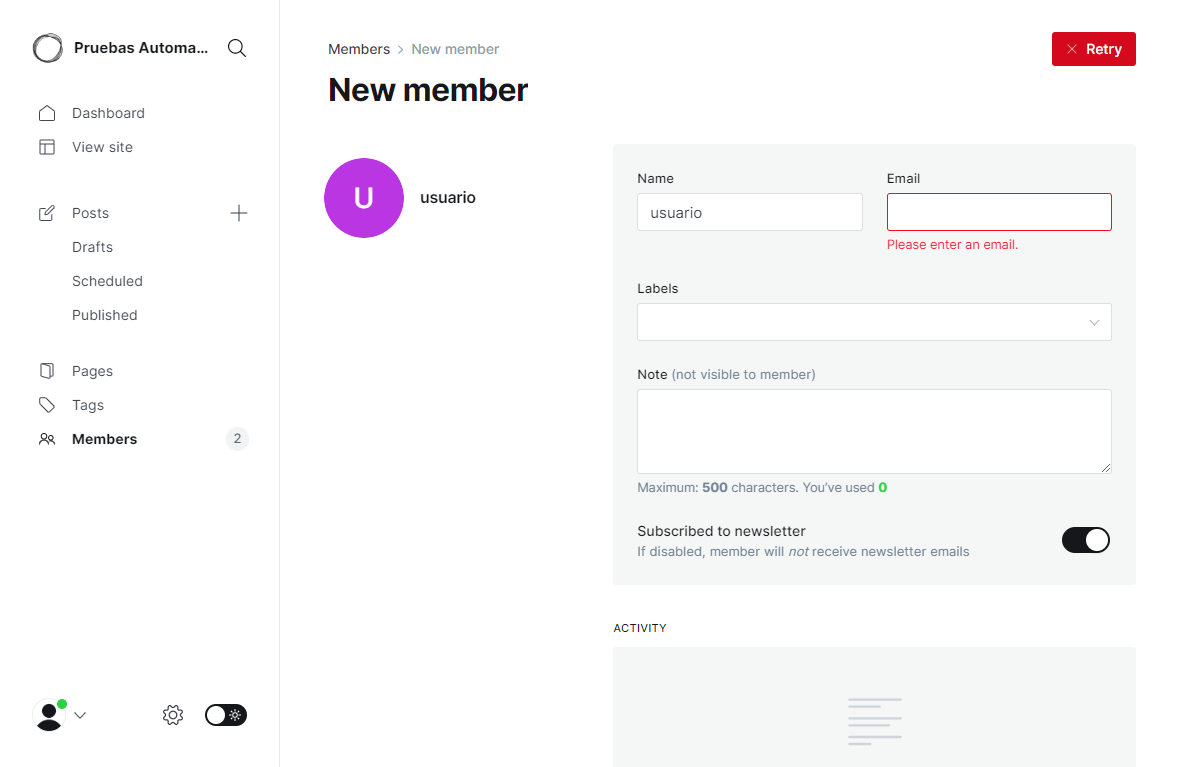 Pruebas Automa...
Dashboard
View site
Posts
Drafts
Scheduled
Published
Pages
Tags
Members 2
Members > New member
Retry
New member
U usuario
Name Email
usuario
Please enter an email.
Labels
Note (not visible to member)
Maximum: 500 characters. You’ve used 0
Subscribed to newsletter
If disabled, member will not receive newsletter emails
ACTIVITY